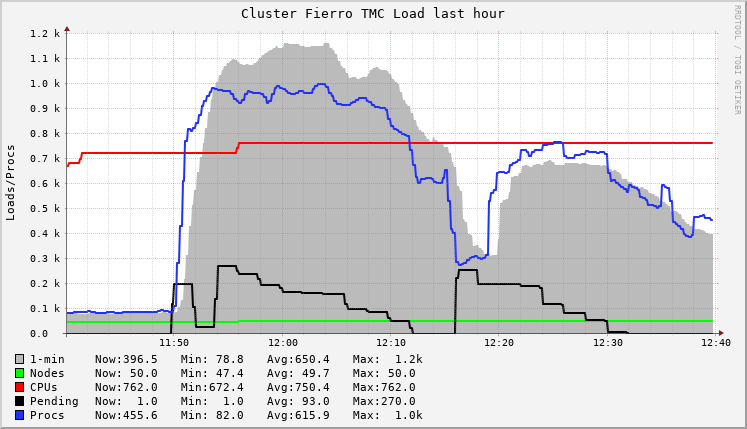 Cluster Fierro TMC Load last hour
RRDTOOL / TOBI OETIKER
Loads/Procs
1.2 k
1.1 k
1.0 k
0.9 k
0.8 k
0.7 k
0.6 k
0.5 k
0.4 k
0.3 k
0.2 k
0.1 k
0.0
11:50 12:00 12:10 12:20 12:30 12:40
1-min Now:396.5 Min: 78.8 Avg:650.4 Max: 1.2k
Nodes Now: 50.0 Min: 47.4 Avg: 49.7 Max: 50.0
CPUs Now:762.0 Min:672.4 Avg:750.4 Max:762.0
Pending Now: 1.0 Min: 1.0 Avg: 93.0 Max:270.0
Procs Now:455.6 Min: 82.0 Avg:615.9 Max: 1.0k